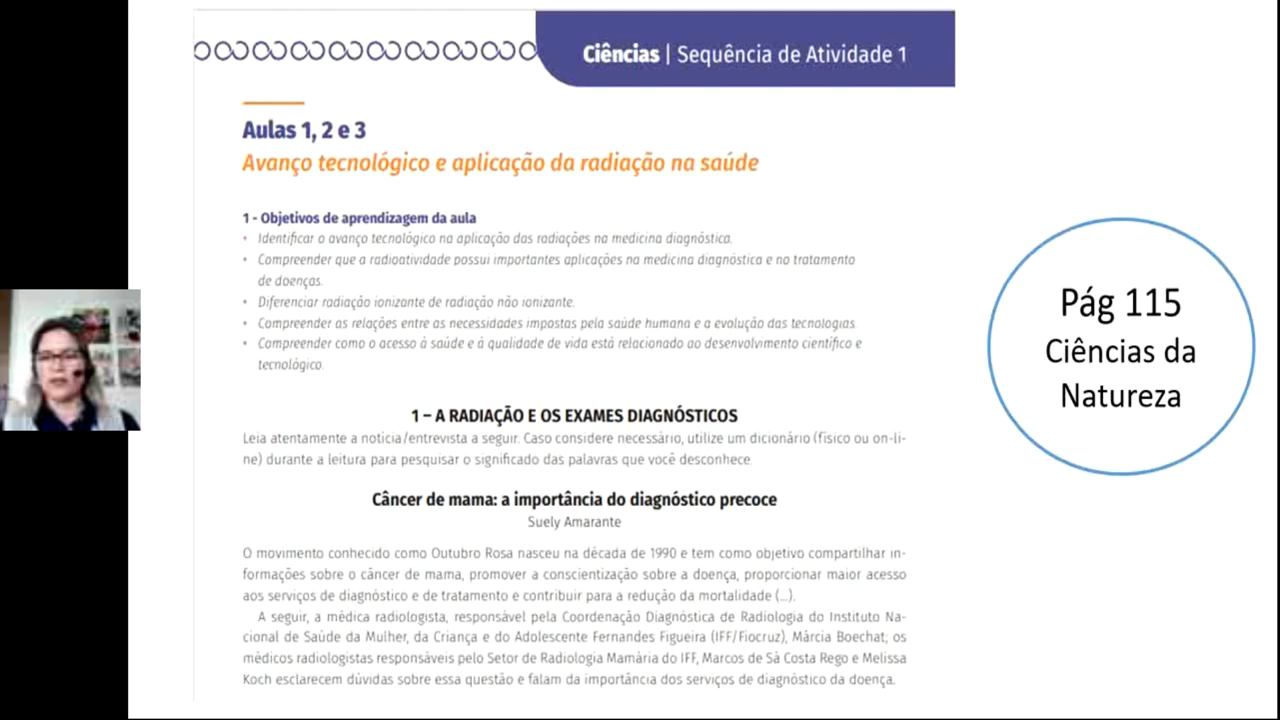 Ciências | Sequência de Atividade 1
Aulas 1, 2 e 3
Avanço tecnológico e aplicação da radiação na saúde
1 - Objetivos de aprendizagem da aula
• Identificar o avanço tecnológico na aplicação das radiações na medicina diagnóstica.
• Compreender que a radioatividade possui importantes aplicações na medicina diagnóstica e no tratamento
de doenças.
• Diferenciar radiação ionizante de radiação não ionizante.
• Compreender as relações entre as necessidades impostas pela saúde humana e a evolução das tecnologias.
• Compreender como o acesso à saúde e à qualidade de vida está relacionado ao desenvolvimento científico e
tecnológico.
1 – A RADIAÇÃO E OS EXAMES DIAGNÓSTICOS
Leia atentamente a notícia/entrevista a seguir. Caso considere necessário, utilize um dicionário (físico ou on-li-
ne) durante a leitura para pesquisar o significado das palavras que você desconhece.
Câncer de mama: a importância do diagnóstico precoce
Suely Amarante
O movimento conhecido como Outubro Rosa nasceu na década de 1990 e tem como objetivo compartilhar in-
formações sobre o câncer de mama, promover a conscientização sobre a doença, proporcionar maior acesso
aos serviços de diagnóstico e de tratamento e contribuir para a redução da mortalidade (...).
A seguir, a médica radiologista, responsável pela Coordenação Diagnóstica de Radiologia do Instituto Na-
cional de Saúde da Mulher, da Criança e do Adolescente Fernandes Figueira (IFF/Fiocruz), Márcia Boechat; os
médicos radiologistas responsáveis pelo Setor de Radiologia Mamária do IFF, Marcos de Sá Costa Rego e Melissa
Koch esclarecem dúvidas sobre essa questão e falam da importância dos serviços de diagnóstico da doença.
Pág 115
Ciências da
Natureza